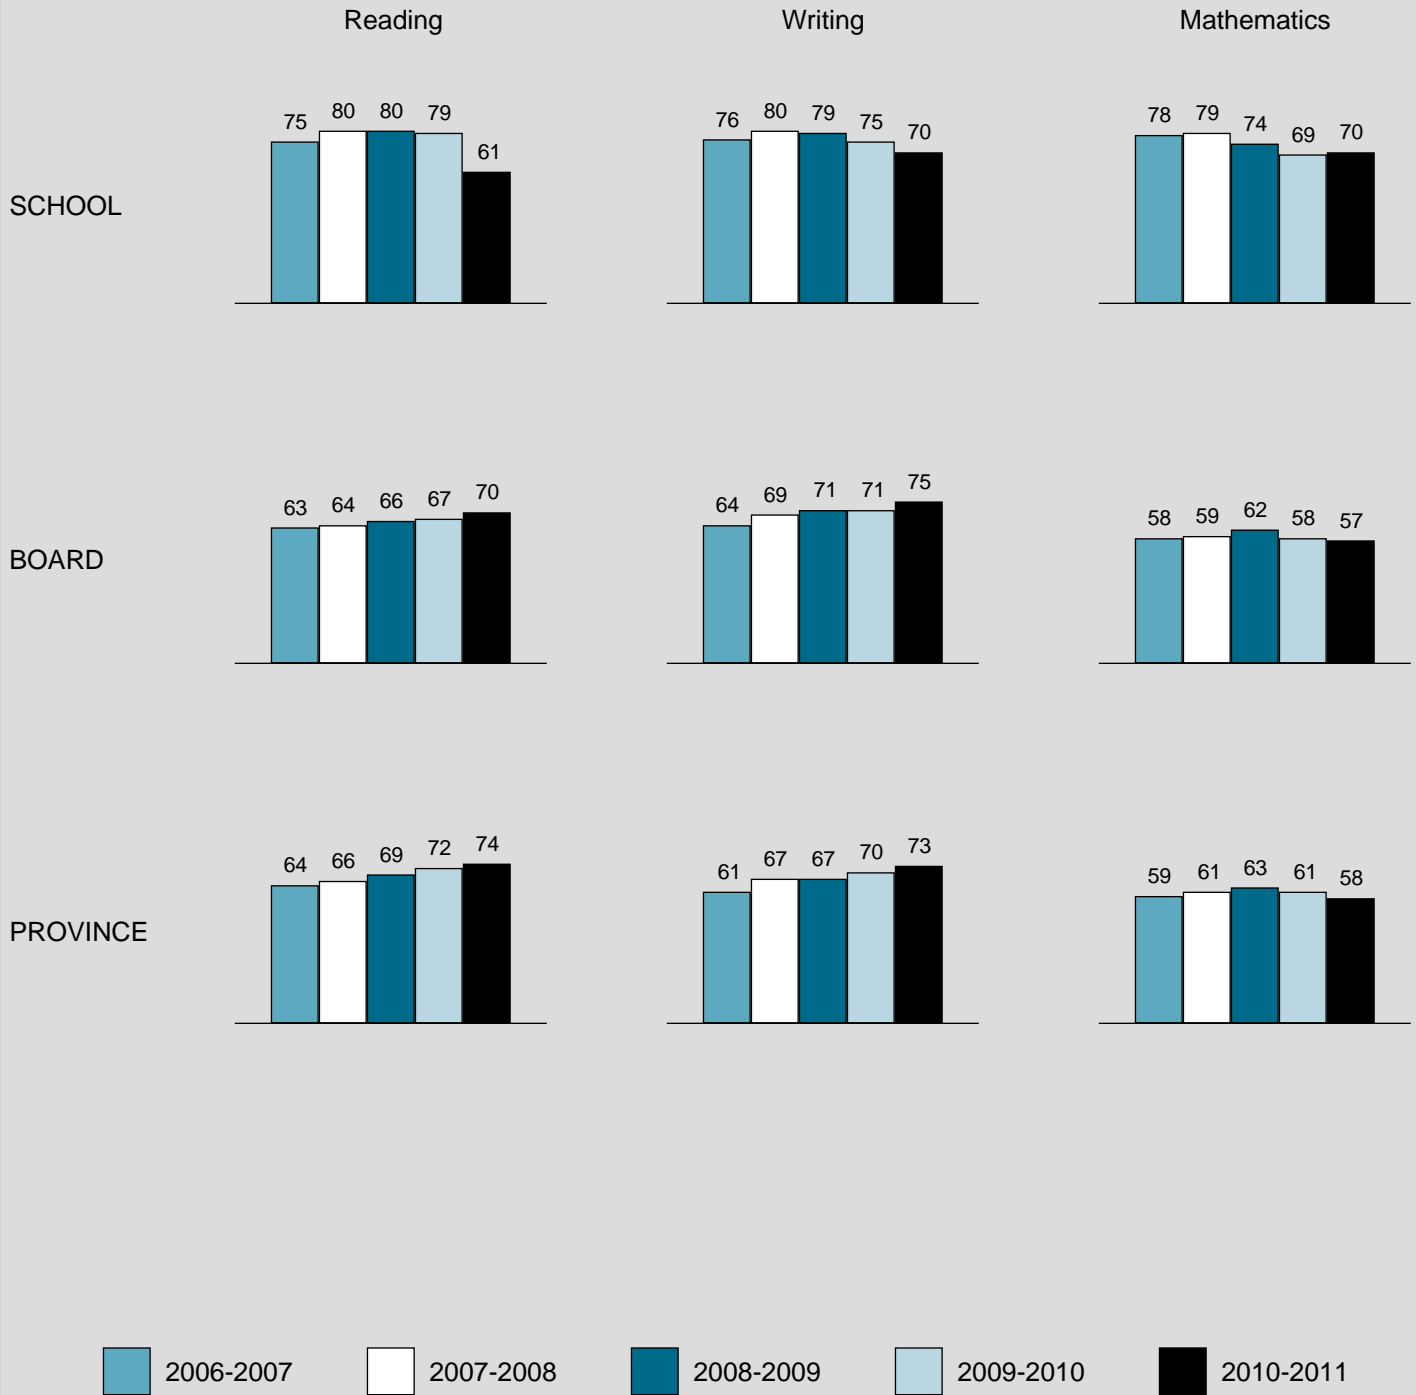 Reading Writing Mathematics
75 80 80 79 61
76 80 79 75 70
78 79 74 69 70
SCHOOL
63 64 66 67 70
64 69 71 71 75
58 59 62 58 57
BOARD
64 66 69 72 74
61 67 67 70 73
59 61 63 61 58
PROVINCE
2006-2007 2007-2008 2008-2009 2009-2010 2010-2011